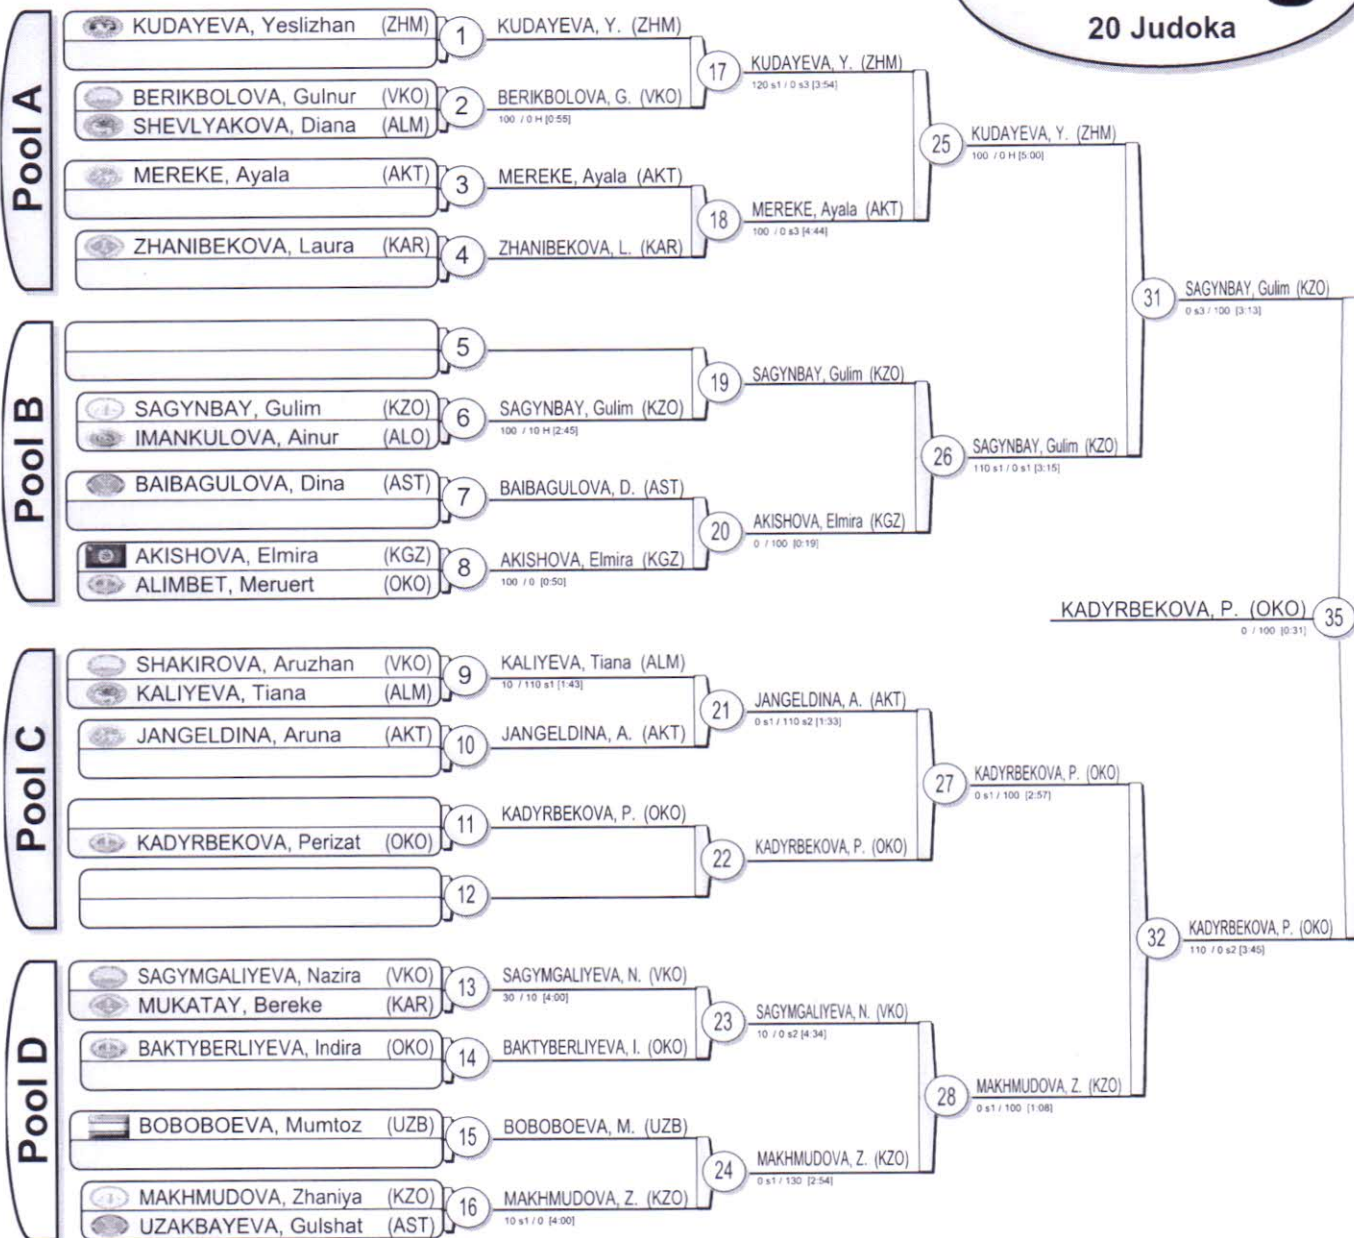 20 Judoka
Pool A
KUDAYEVA, Yeslizhan (ZHM)
1
KUDAYEVA, Y. (ZHM)
BERIKBOLOVA, Gulnur (VKO)
SHEVLYAKOVA, Diana (ALM)
2
BERIKBOLOVA, G. (VKO)
100 / 0 H [0:55]
MEREKE, Ayala (AKT)
3
MEREKE, Ayala (AKT)
ZHANIBEKOVA, Laura (KAR)
4
ZHANIBEKOVA, L. (KAR)
17
KUDAYEVA, Y. (ZHM)
120 s1 / 0 s3 [3:54]
18
MEREKE, Ayala (AKT)
100 / 0 s3 [4:44]
25
KUDAYEVA, Y. (ZHM)
100 / 0 H [5:00]
Pool B
5
SAGYNBAY, Gulim (KZO)
IMANKULOVA, Ainur (ALO)
6
SAGYNBAY, Gulim (KZO)
100 / 10 H [2:45]
BAIBAGULOVA, Dina (AST)
7
BAIBAGULOVA, D. (AST)
AKISHOVA, Elmira (KGZ)
ALIMBET, Meruert (OKO)
8
AKISHOVA, Elmira (KGZ)
100 / 0 [0:50]
19
SAGYNBAY, Gulim (KZO)
20
AKISHOVA, Elmira (KGZ)
0 / 100 [0:19]
26
SAGYNBAY, Gulim (KZO)
110 s1 / 0 s1 [3:15]
31
SAGYNBAY, Gulim (KZO)
0 s3 / 100 [3:13]
KADYRBEKOVA, P. (OKO)
0 / 100 [0:31]
35
Pool C
SHAKIROVA, Aruzhan (VKO)
KALIYEVA, Tiana (ALM)
9
KALIYEVA, Tiana (ALM)
10 / 110 s1 [1:43]
JANGELDINA, Aruna (AKT)
10
JANGELDINA, A. (AKT)
KADYRBEKOVA, Perizat (OKO)
11
KADYRBEKOVA, P. (OKO)
12
21
JANGELDINA, A. (AKT)
0 s1 / 110 s2 [1:33]
22
KADYRBEKOVA, P. (OKO)
27
KADYRBEKOVA, P. (OKO)
0 s1 / 100 [2:57]
Pool D
SAGYMGALIYEVA, Nazira (VKO)
MUKATAY, Bereke (KAR)
13
SAGYMGALIYEVA, N. (VKO)
30 / 10 [4:00]
BAKTYBERLIYEVA, Indira (OKO)
14
BAKTYBERLIYEVA, I. (OKO)
BOBOBOEVA, Mumtoz (UZB)
15
BOBOBOEVA, M. (UZB)
MAKHMUDOVA, Zhaniya (KZO)
UZAKBAYEVA, Gulshat (AST)
16
MAKHMUDOVA, Z. (KZO)
10 s1 / 0 [4:00]
23
SAGYMGALIYEVA, N. (VKO)
10 / 0 s2 [4:34]
24
MAKHMUDOVA, Z. (KZO)
0 s1 / 130 [2:54]
28
MAKHMUDOVA, Z. (KZO)
0 s1 / 100 [1:08]
32
KADYRBEKOVA, P. (OKO)
110 / 0 s2 [3:45]